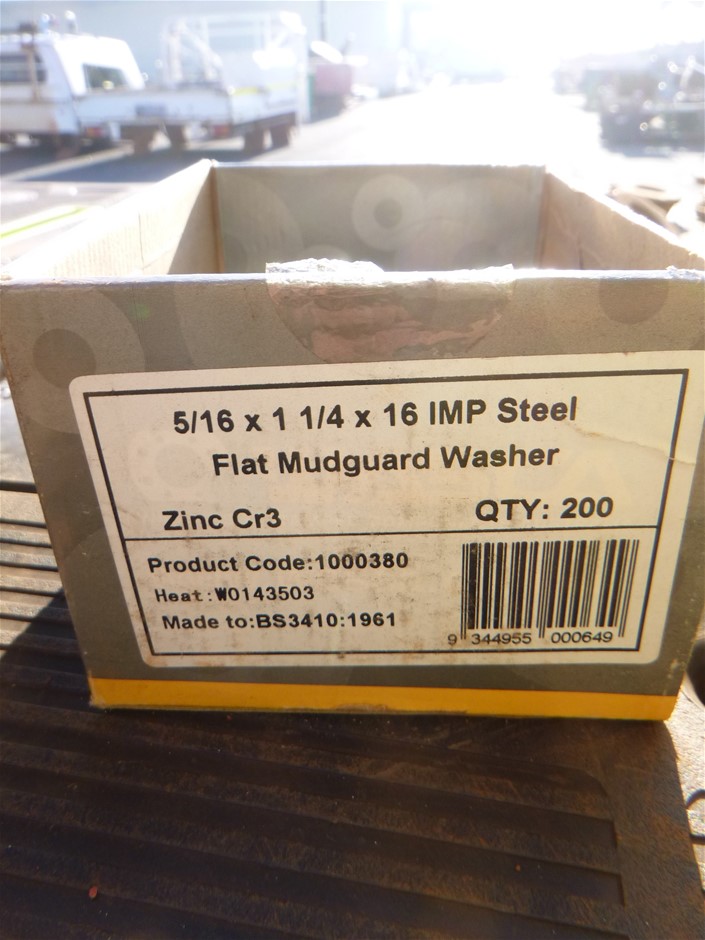 5/16 x 1 1/4 x 16 IMP Steel
Flat Mudguard Washer
Zinc Cr3 QTY: 200
Product Code:1000380
Heat:W0143503
Made to:BS3410:1961
9 344955 000649